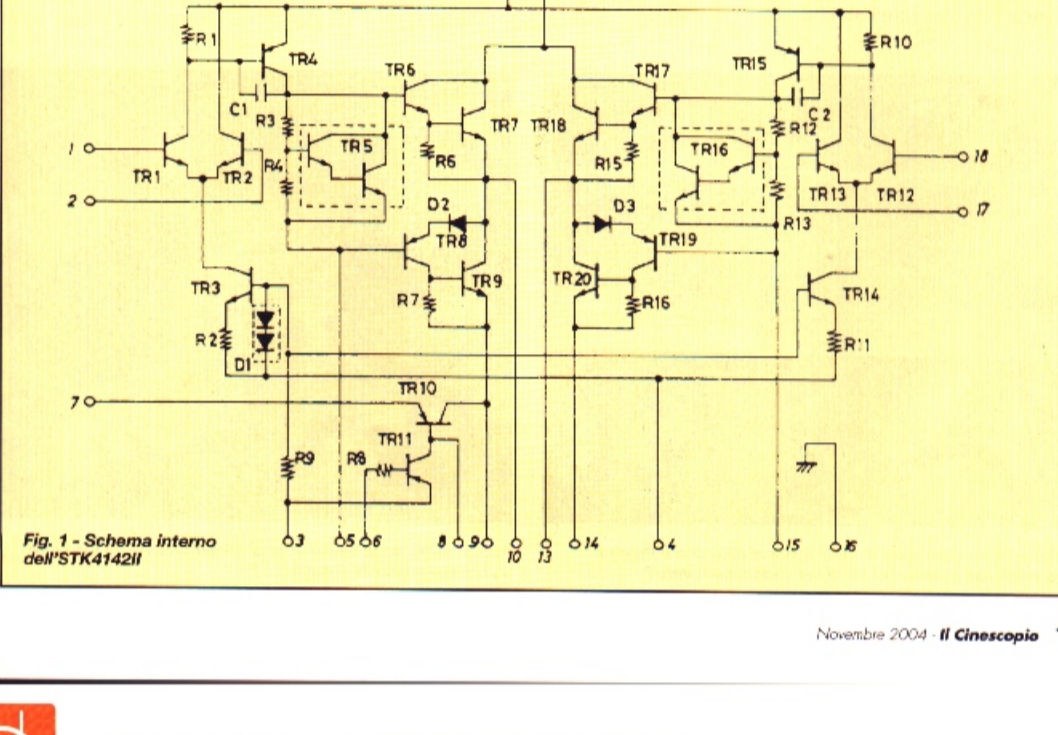 R1
TR4
TR6
TR17
TR15
R10
C1
R3
TR7
TR18
R12
C2
1
TR1
TR2
R4
TR5
R6
R15
TR16
TR13
TR12
18
2
D2
D3
R13
17
TR8
TR19
TR3
TR9
TR20
TR14
R7
R16
R2
D1
R11
7
TR10
TR11
R9
R8
Fig. 1 - Schema interno
dell'STK4142II
3
5
6
8
9
10
13
14
4
15
16
Novembre 2004 - Il Cinescopio